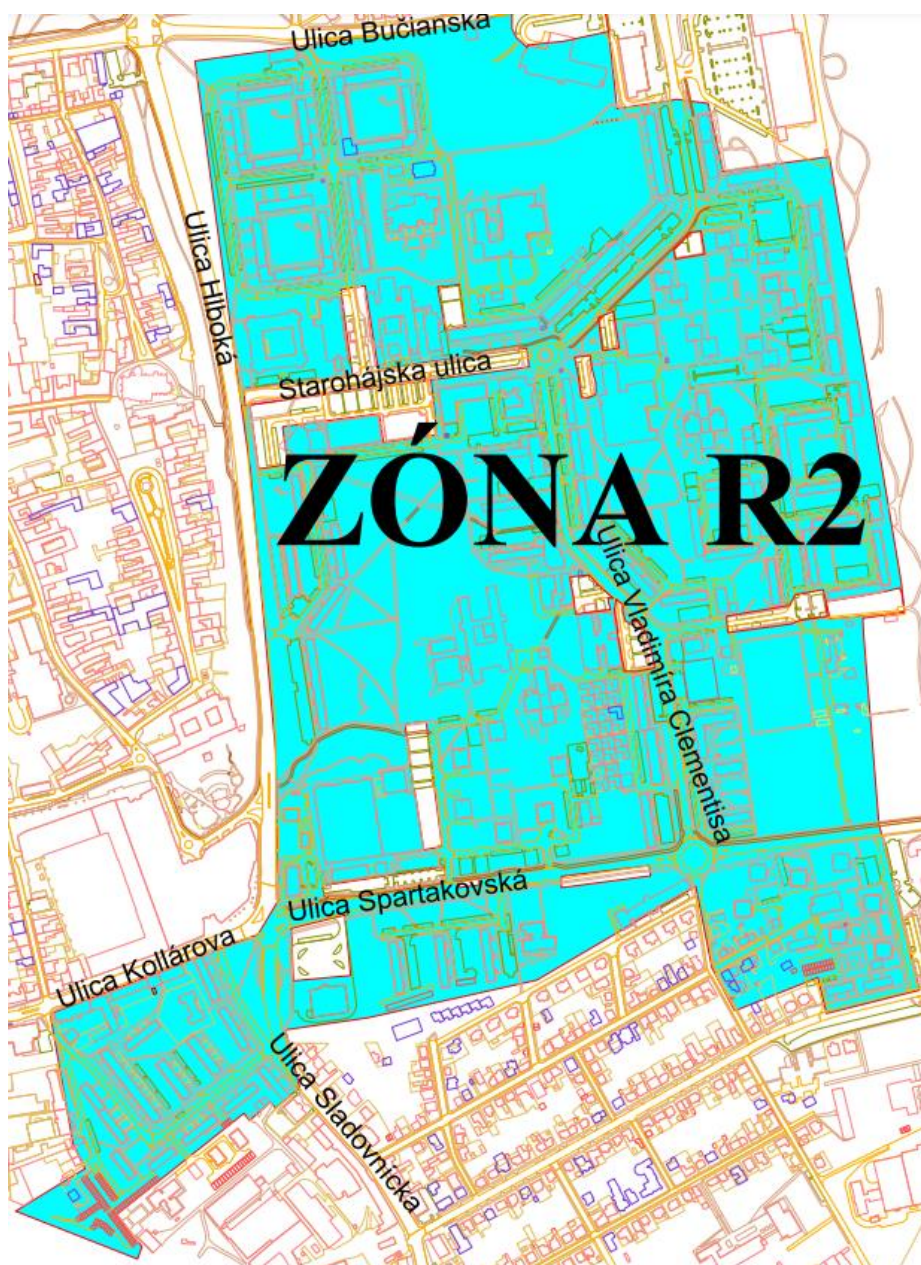 Ulica Bučianska
Ulica Hlboká
Starohájska ulica
ZÓNA R2
Ulica Vladimíra Clementisa
Ulica Spartakovská
Ulica Kollárova
Ulica Sladovnícka